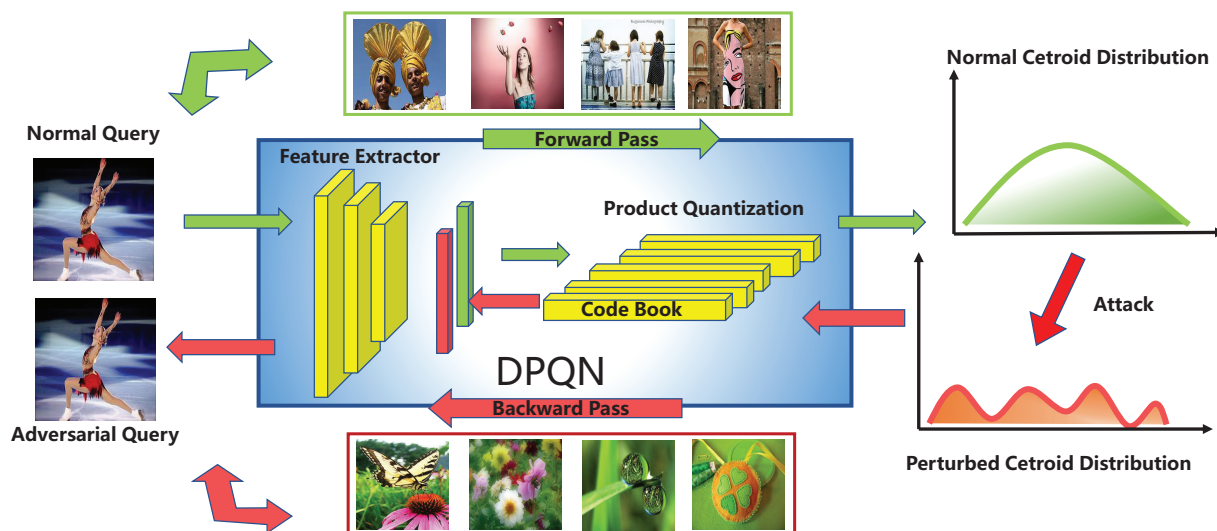 Normal Cetroid Distribution
Forward Pass
Normal Query
Feature Extractor
Product Quantization
Code Book
Attack
DPQN
Backward Pass
Adversarial Query
Perturbed Cetroid Distribution